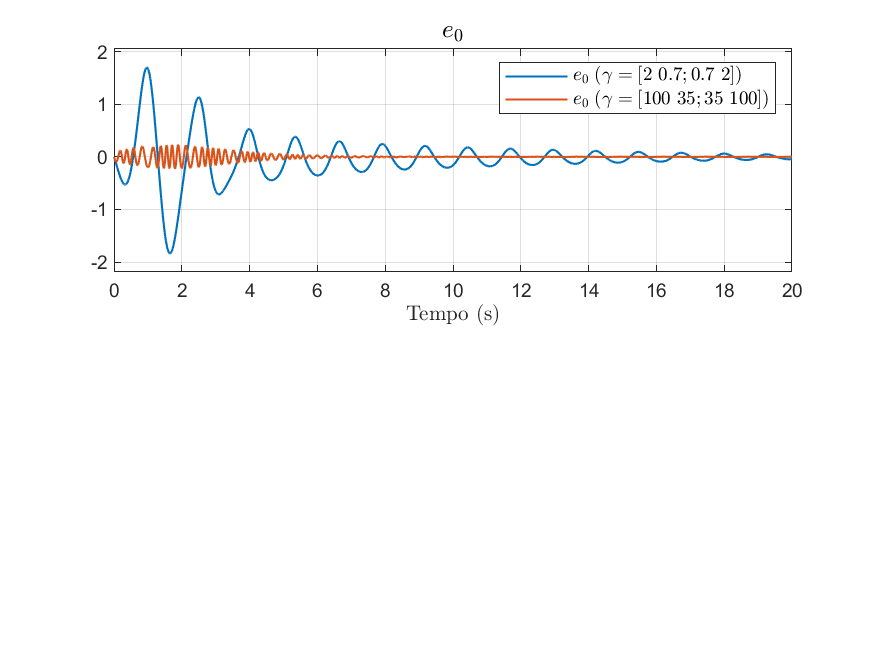 e₀
e₀ (γ = [2 0.7; 0.7 2])
e₀ (γ = [100 35; 35 100])
2
1
0
-1
-2
0 2 4 6 8 10 12 14 16 18 20
Tempo (s)